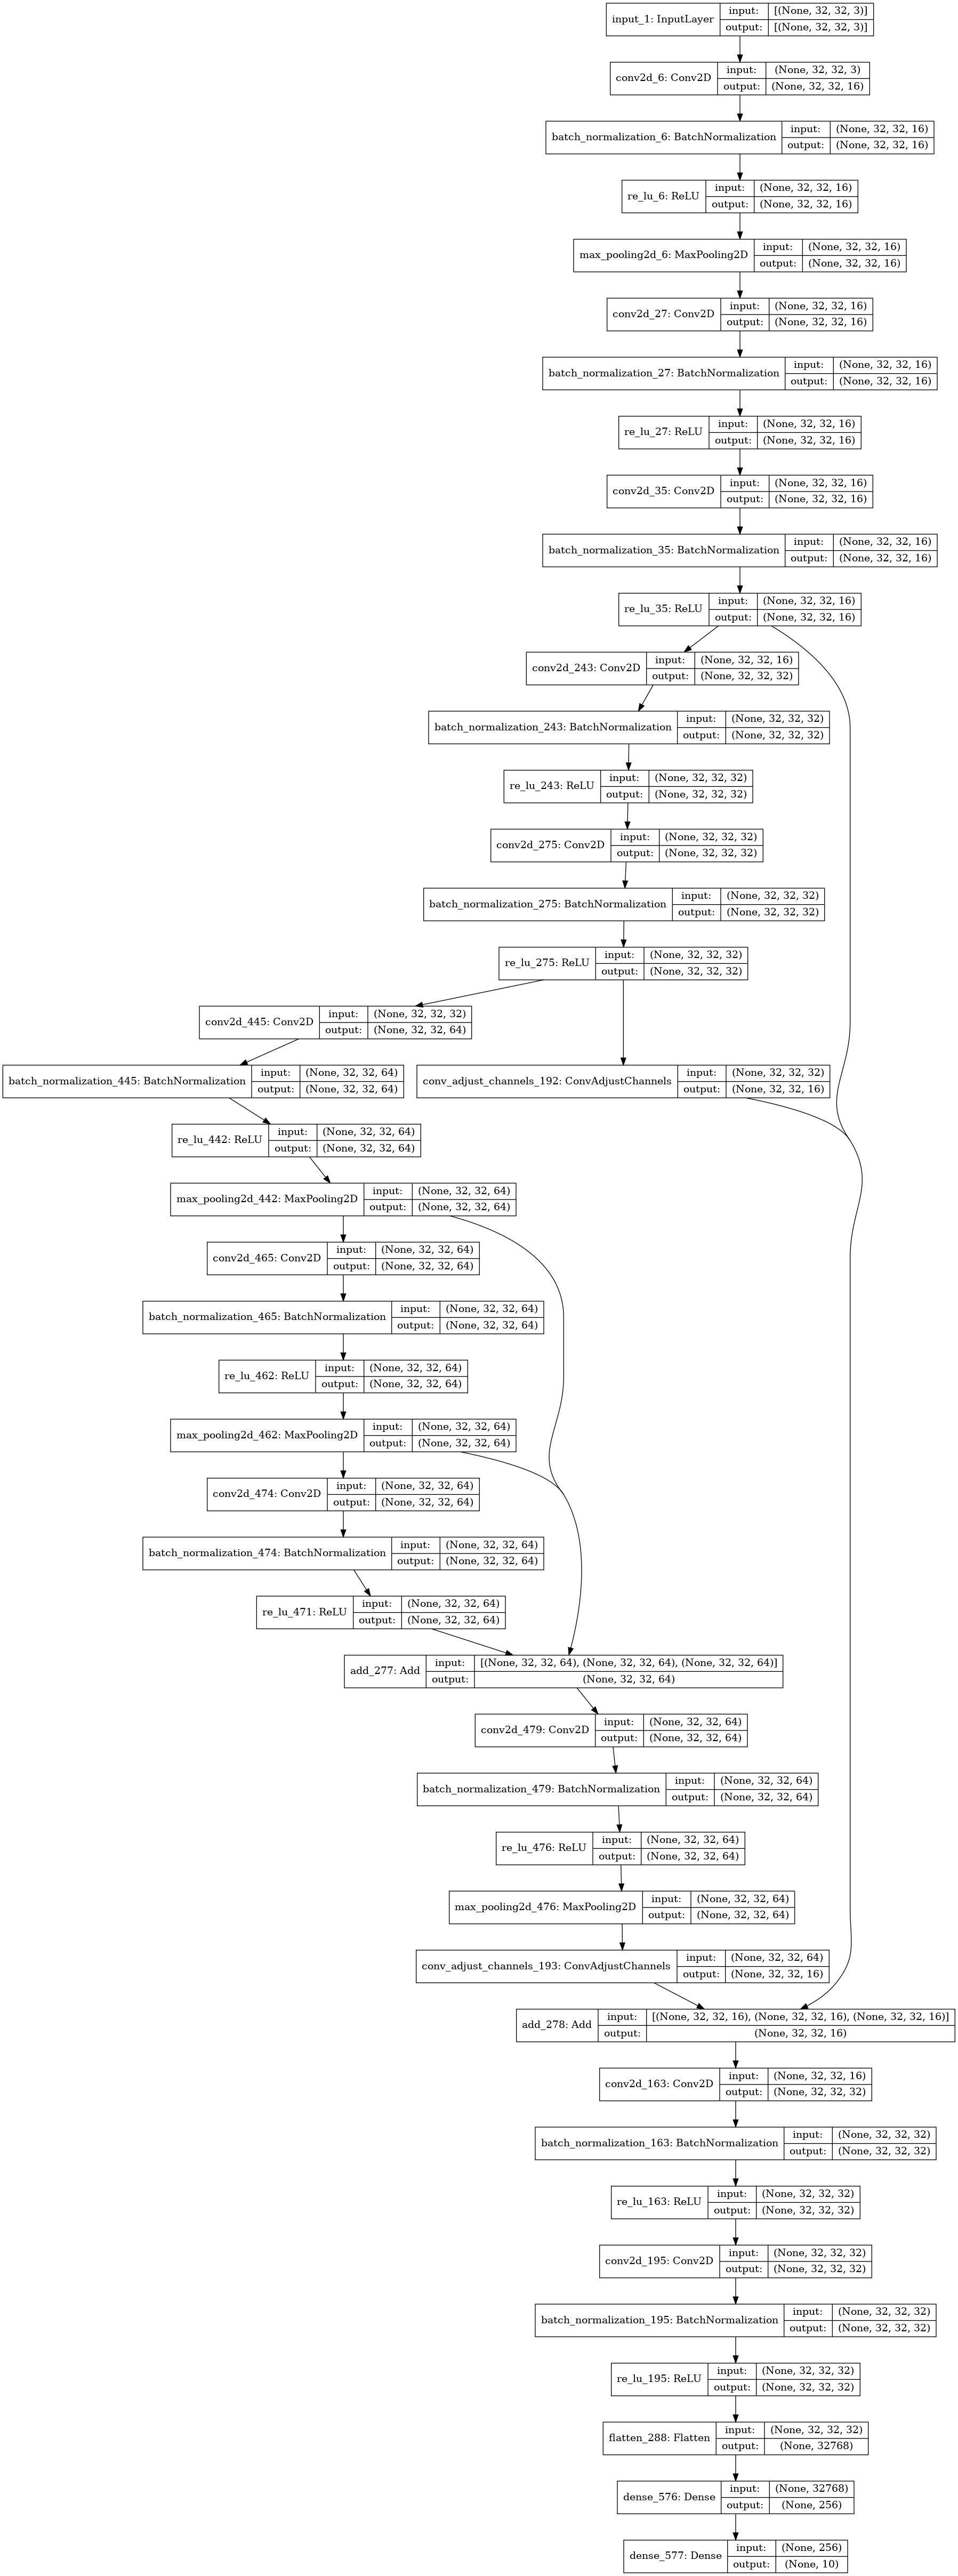 input_1: InputLayer
input: [(None, 32, 32, 3)]
output: [(None, 32, 32, 3)]
conv2d_6: Conv2D
input: (None, 32, 32, 3)
output: (None, 32, 32, 16)
batch_normalization_6: BatchNormalization
input: (None, 32, 32, 16)
output: (None, 32, 32, 16)
re_lu_6: ReLU
input: (None, 32, 32, 16)
output: (None, 32, 32, 16)
max_pooling2d_6: MaxPooling2D
input: (None, 32, 32, 16)
output: (None, 32, 32, 16)
conv2d_27: Conv2D
input: (None, 32, 32, 16)
output: (None, 32, 32, 16)
batch_normalization_27: BatchNormalization
input: (None, 32, 32, 16)
output: (None, 32, 32, 16)
re_lu_27: ReLU
input: (None, 32, 32, 16)
output: (None, 32, 32, 16)
conv2d_35: Conv2D
input: (None, 32, 32, 16)
output: (None, 32, 32, 16)
batch_normalization_35: BatchNormalization
input: (None, 32, 32, 16)
output: (None, 32, 32, 16)
re_lu_35: ReLU
input: (None, 32, 32, 16)
output: (None, 32, 32, 16)
conv2d_243: Conv2D
input: (None, 32, 32, 16)
output: (None, 32, 32, 32)
batch_normalization_243: BatchNormalization
input: (None, 32, 32, 32)
output: (None, 32, 32, 32)
re_lu_243: ReLU
input: (None, 32, 32, 32)
output: (None, 32, 32, 32)
conv2d_275: Conv2D
input: (None, 32, 32, 32)
output: (None, 32, 32, 32)
batch_normalization_275: BatchNormalization
input: (None, 32, 32, 32)
output: (None, 32, 32, 32)
re_lu_275: ReLU
input: (None, 32, 32, 32)
output: (None, 32, 32, 32)
conv2d_445: Conv2D
input: (None, 32, 32, 32)
output: (None, 32, 32, 64)
batch_normalization_445: BatchNormalization
input: (None, 32, 32, 64)
output: (None, 32, 32, 64)
conv_adjust_channels_192: ConvAdjustChannels
input: (None, 32, 32, 32)
output: (None, 32, 32, 16)
re_lu_442: ReLU
input: (None, 32, 32, 64)
output: (None, 32, 32, 64)
max_pooling2d_442: MaxPooling2D
input: (None, 32, 32, 64)
output: (None, 32, 32, 64)
conv2d_465: Conv2D
input: (None, 32, 32, 64)
output: (None, 32, 32, 64)
batch_normalization_465: BatchNormalization
input: (None, 32, 32, 64)
output: (None, 32, 32, 64)
re_lu_462: ReLU
input: (None, 32, 32, 64)
output: (None, 32, 32, 64)
max_pooling2d_462: MaxPooling2D
input: (None, 32, 32, 64)
output: (None, 32, 32, 64)
conv2d_474: Conv2D
input: (None, 32, 32, 64)
output: (None, 32, 32, 64)
batch_normalization_474: BatchNormalization
input: (None, 32, 32, 64)
output: (None, 32, 32, 64)
re_lu_471: ReLU
input: (None, 32, 32, 64)
output: (None, 32, 32, 64)
add_277: Add
input: [(None, 32, 32, 64), (None, 32, 32, 64), (None, 32, 32, 64)]
output: (None, 32, 32, 64)
conv2d_479: Conv2D
input: (None, 32, 32, 64)
output: (None, 32, 32, 64)
batch_normalization_479: BatchNormalization
input: (None, 32, 32, 64)
output: (None, 32, 32, 64)
re_lu_476: ReLU
input: (None, 32, 32, 64)
output: (None, 32, 32, 64)
max_pooling2d_476: MaxPooling2D
input: (None, 32, 32, 64)
output: (None, 32, 32, 64)
conv_adjust_channels_193: ConvAdjustChannels
input: (None, 32, 32, 64)
output: (None, 32, 32, 16)
add_278: Add
input: [(None, 32, 32, 16), (None, 32, 32, 16), (None, 32, 32, 16)]
output: (None, 32, 32, 16)
conv2d_163: Conv2D
input: (None, 32, 32, 16)
output: (None, 32, 32, 32)
batch_normalization_163: BatchNormalization
input: (None, 32, 32, 32)
output: (None, 32, 32, 32)
re_lu_163: ReLU
input: (None, 32, 32, 32)
output: (None, 32, 32, 32)
conv2d_195: Conv2D
input: (None, 32, 32, 32)
output: (None, 32, 32, 32)
batch_normalization_195: BatchNormalization
input: (None, 32, 32, 32)
output: (None, 32, 32, 32)
re_lu_195: ReLU
input: (None, 32, 32, 32)
output: (None, 32, 32, 32)
flatten_288: Flatten
input: (None, 32, 32, 32)
output: (None, 32768)
dense_576: Dense
input: (None, 32768)
output: (None, 256)
dense_577: Dense
input: (None, 256)
output: (None, 10)